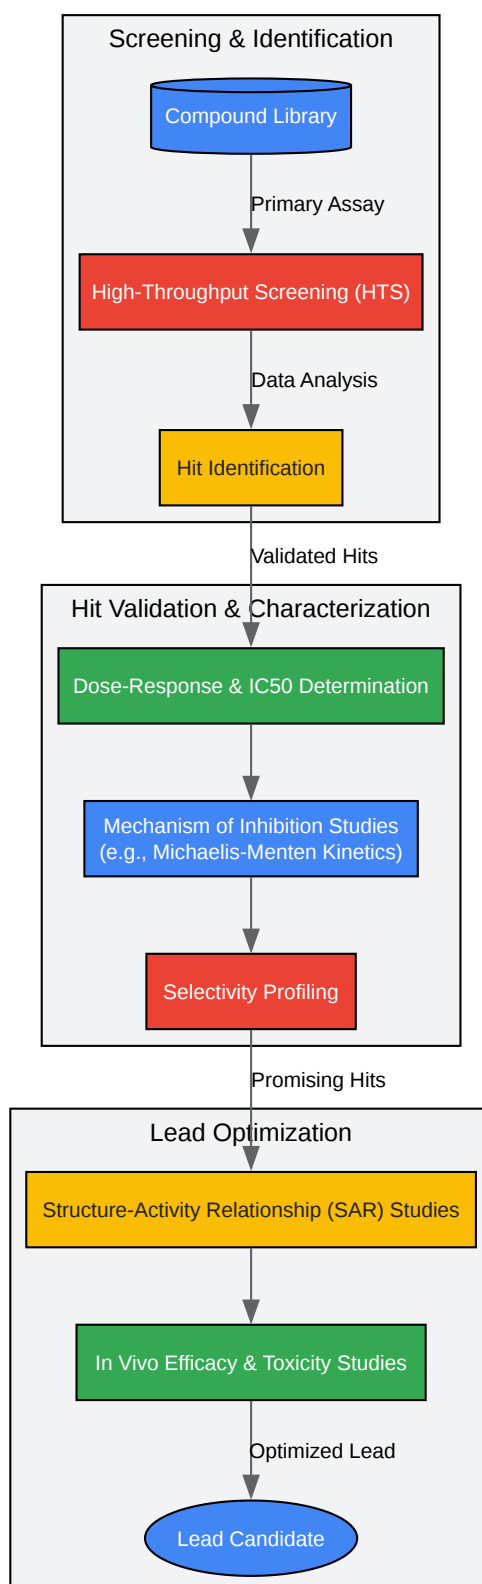 Screening & Identification
Compound Library
Primary Assay
High-Throughput Screening (HTS)
Data Analysis
Hit Identification
Validated Hits
Hit Validation & Characterization
Dose-Response & IC50 Determination
Mechanism of Inhibition Studies
(e.g., Michaelis-Menten Kinetics)
Selectivity Profiling
Promising Hits
Lead Optimization
Structure-Activity Relationship (SAR) Studies
In Vivo Efficacy & Toxicity Studies
Optimized Lead
Lead Candidate